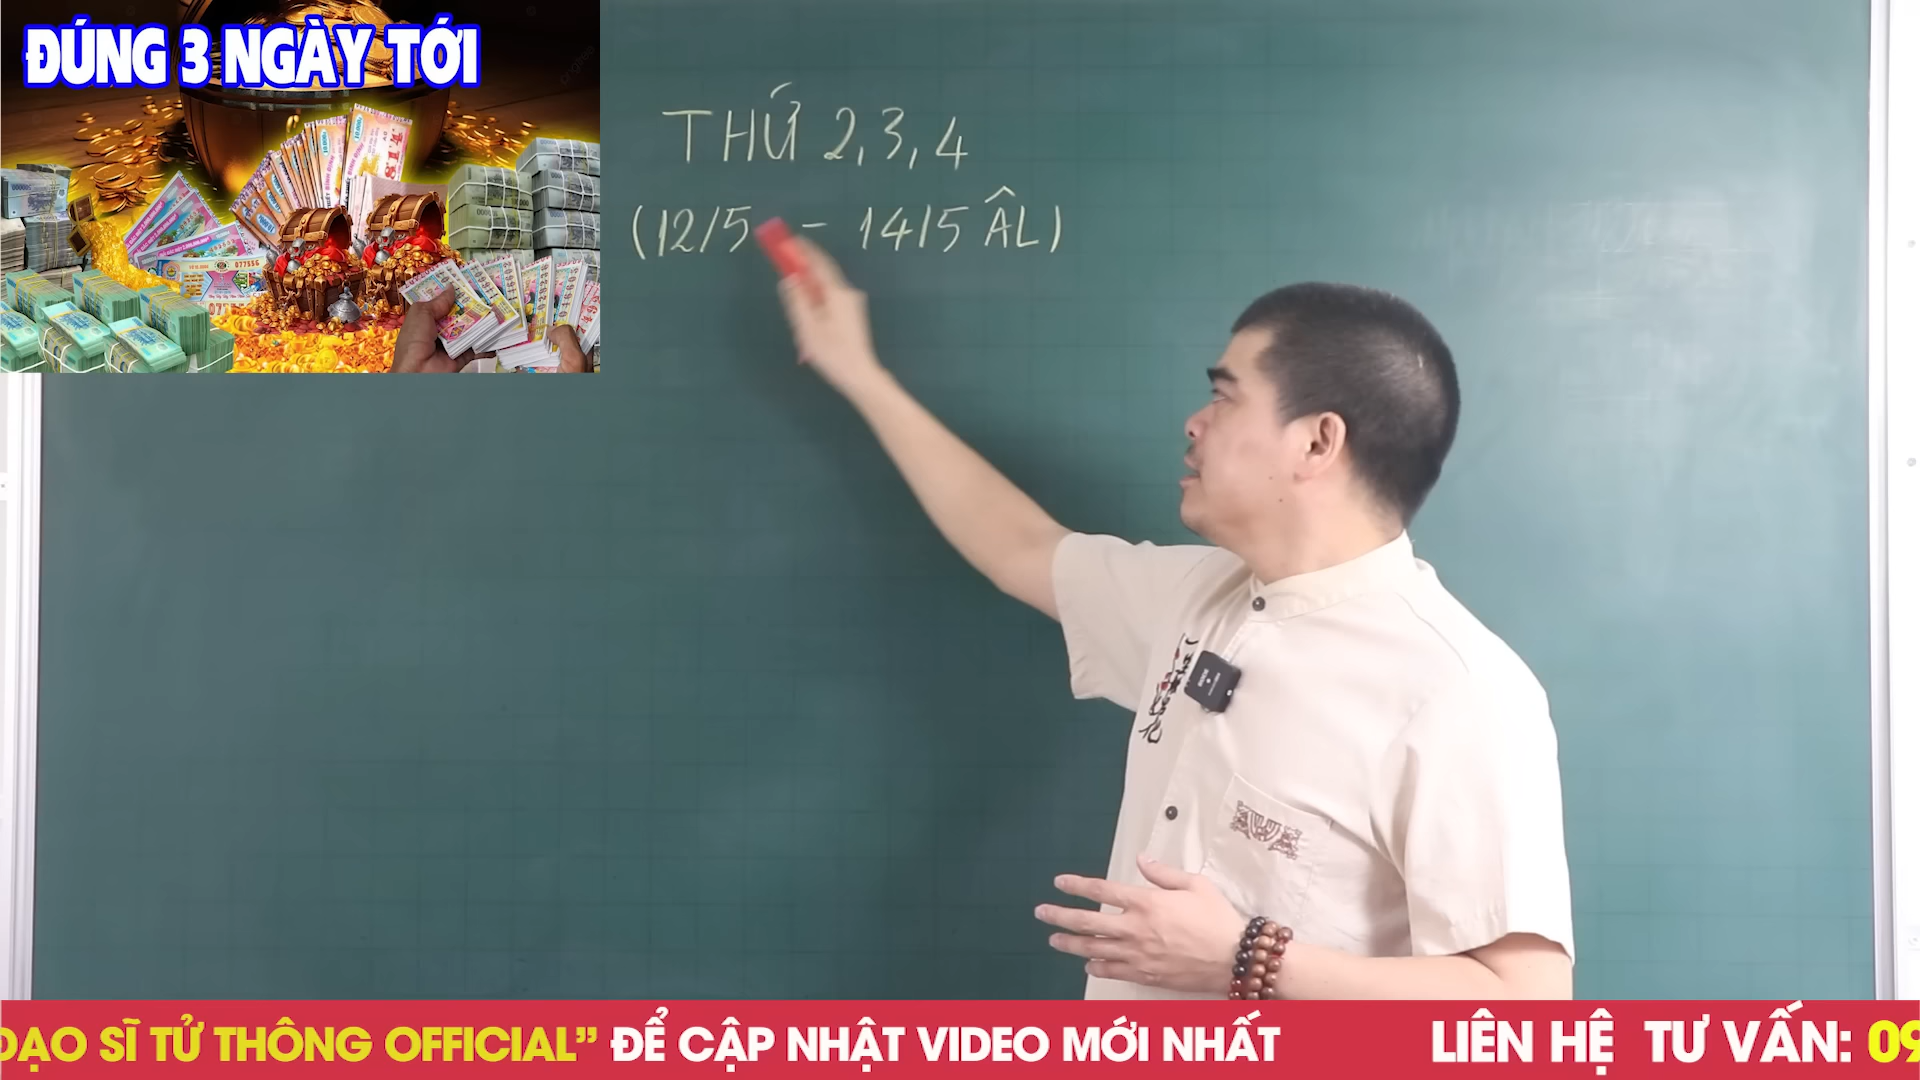 ĐÚNG 3 NGÀY TỚI
THỨ 2, 3, 4
(12/5 - 14/5 ÂL)
077556
ĐẠO SĨ TỬ THÔNG OFFICIAL” ĐỂ CẬP NHẬT VIDEO MỚI NHẤT LIÊN HỆ TƯ VẤN: 09